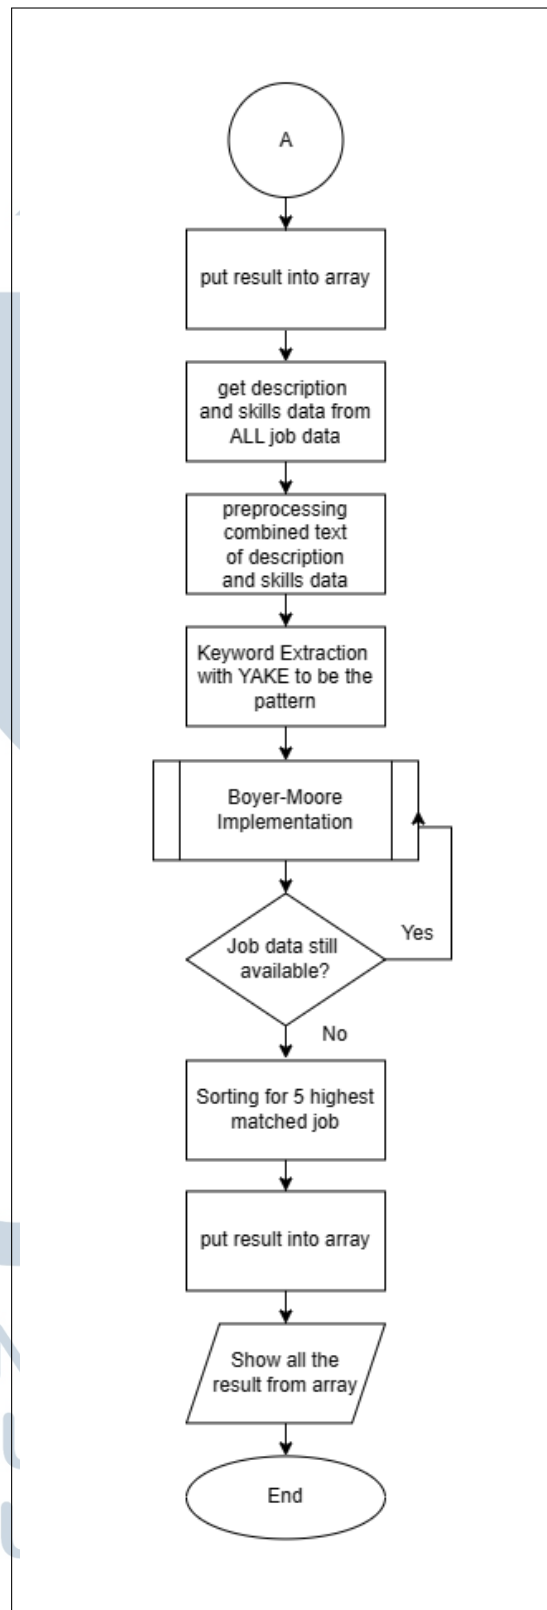 A
put result into array
get description
and skills data from
ALL job data
preprocessing
combined text
of description
and skills data
Keyword Extraction
with YAKE to be the
pattern
Boyer-Moore
Implementation
Job data still
available?
Yes
No
Sorting for 5 highest
matched job
put result into array
Show all the
result from array
End